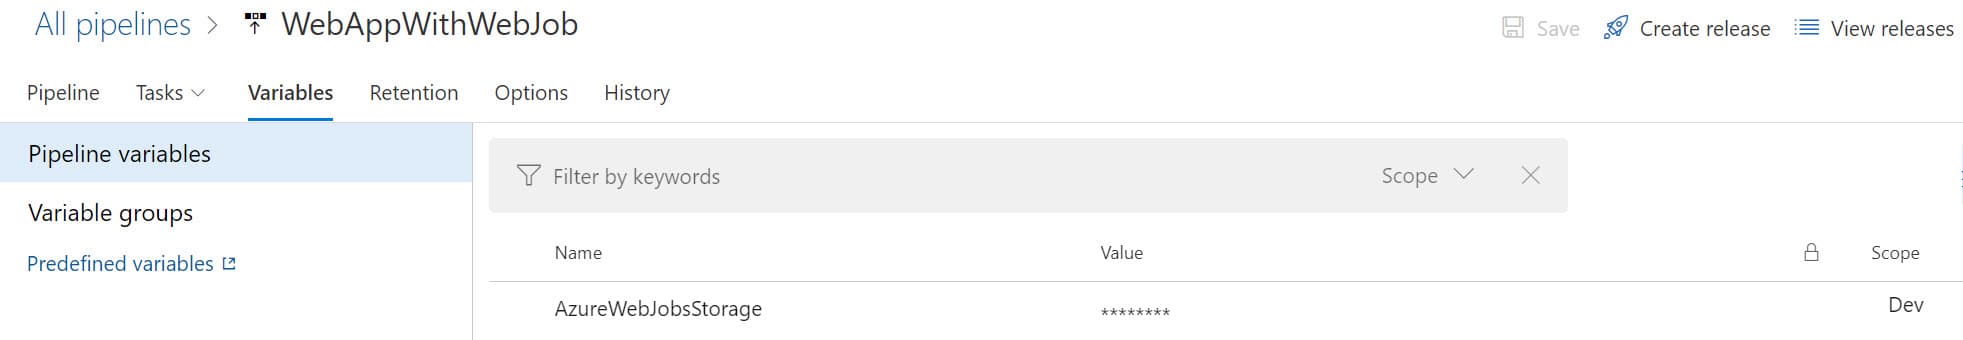 All pipelines > WebAppWithWebJob
Save Create release View releases
Pipeline Tasks Variables Retention Options History
Pipeline variables
Variable groups
Predefined variables
Filter by keywords Scope
Name Value Scope
AzureWebJobsStorage ******** Dev